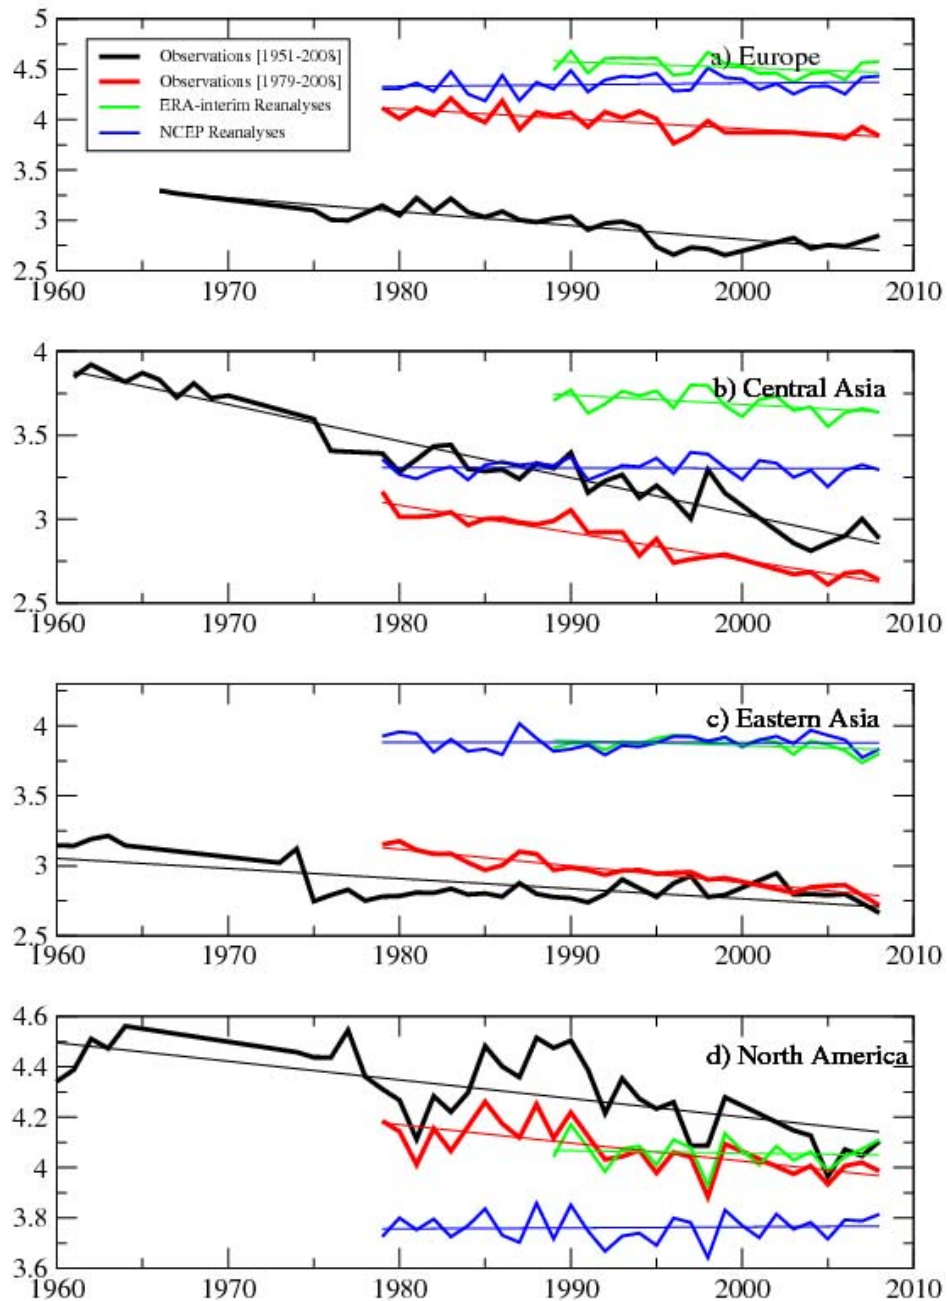 5
4.5
4
3.5
3
2.5
Observations [1951-2008]
Observations [1979-2008]
ERA-interim Reanalyses
NCEP Reanalyses
a) Europe
1960 1970 1980 1990 2000 2010
4
3.5
3
2.5
b) Central Asia
1960 1970 1980 1990 2000 2010
4
3.5
3
2.5
c) Eastern Asia
1960 1970 1980 1990 2000 2010
4.6
4.4
4.2
4
3.8
3.6
d) North America
1960 1970 1980 1990 2000 2010